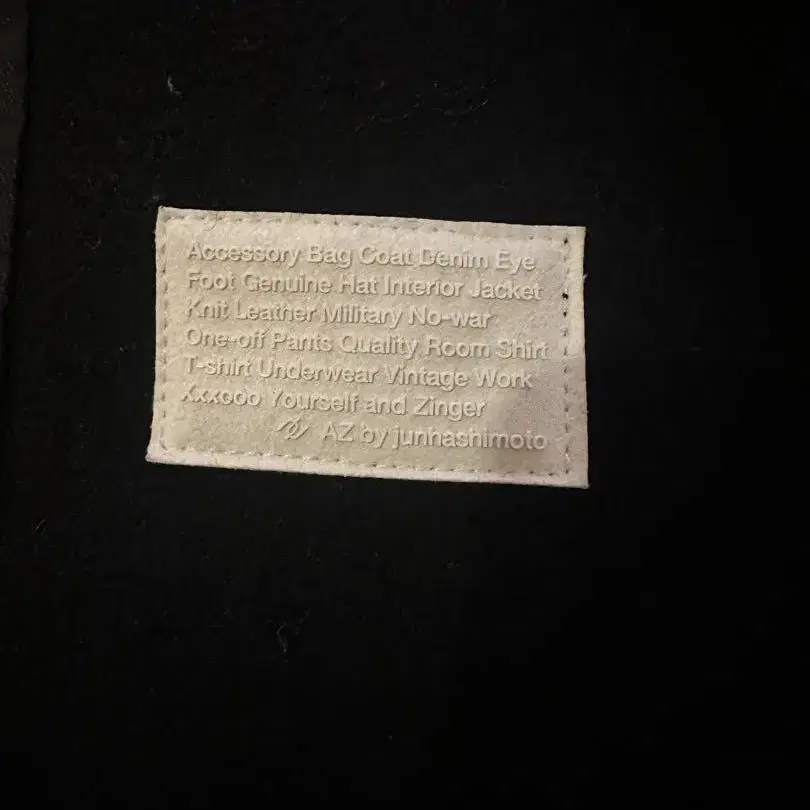 Accessory Bag Coat Denim Eye
Foot Genuine Hat Interior Jacket
Knit Leather Military No-war
One-off Pants Quality Room Shirt
T-shirt Underwear Vintage Work
Xxxooo Yourself and Zinger
AZ by junhashimoto